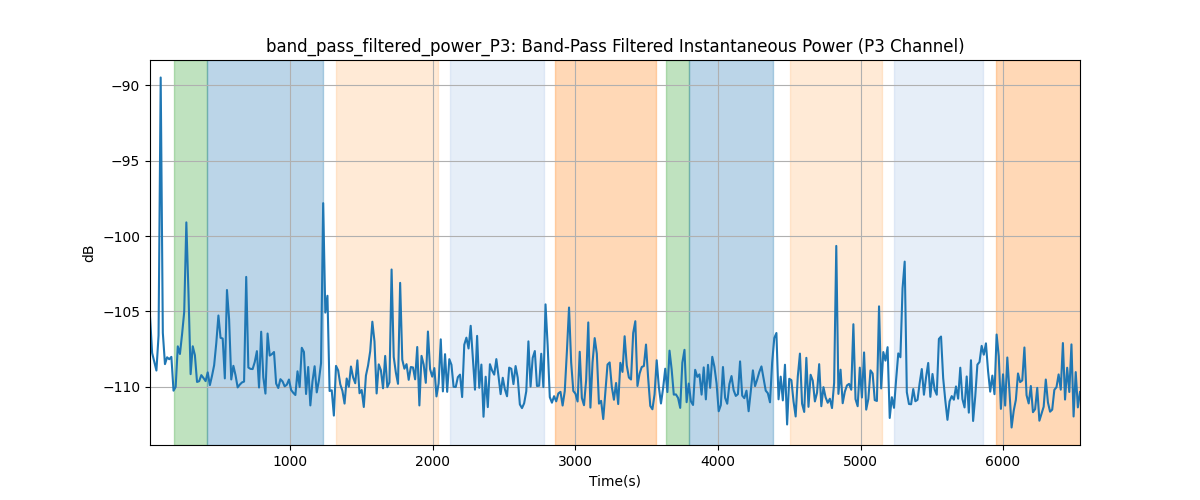 band_pass_filtered_power_P3: Band-Pass Filtered Instantaneous Power (P3 Channel)
−90
−95
−100
−105
−110
dB
1000 2000 3000 4000 5000 6000
Time(s)